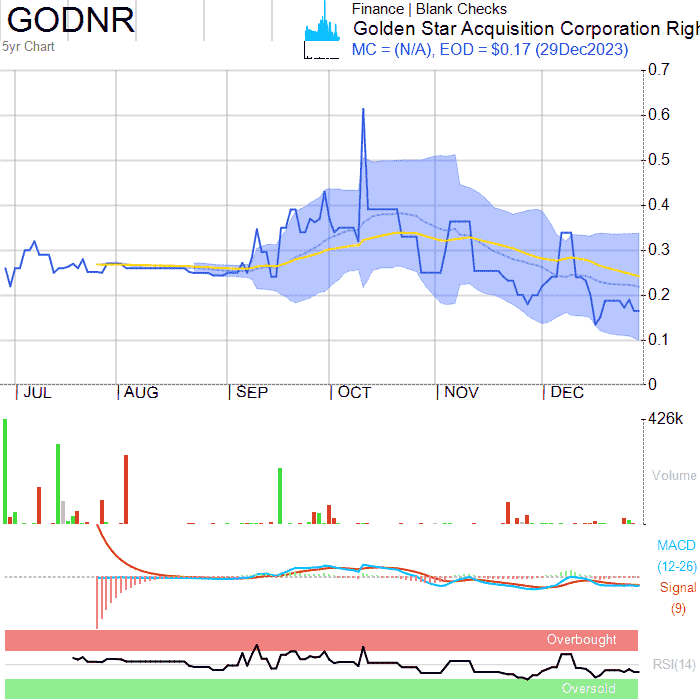 GODNR
5yr Chart
Finance | Blank Checks
Golden Star Acquisition Corporation Righ
MC = (N/A), EOD = $0.17 (29Dec2023)
0.7
0.6
0.5
0.4
0.3
0.2
0.1
0
JUL AUG SEP OCT NOV DEC
426k
Volume
MACD
(12-26)
Signal
(9)
Overbought
RSI(14)
Oversold